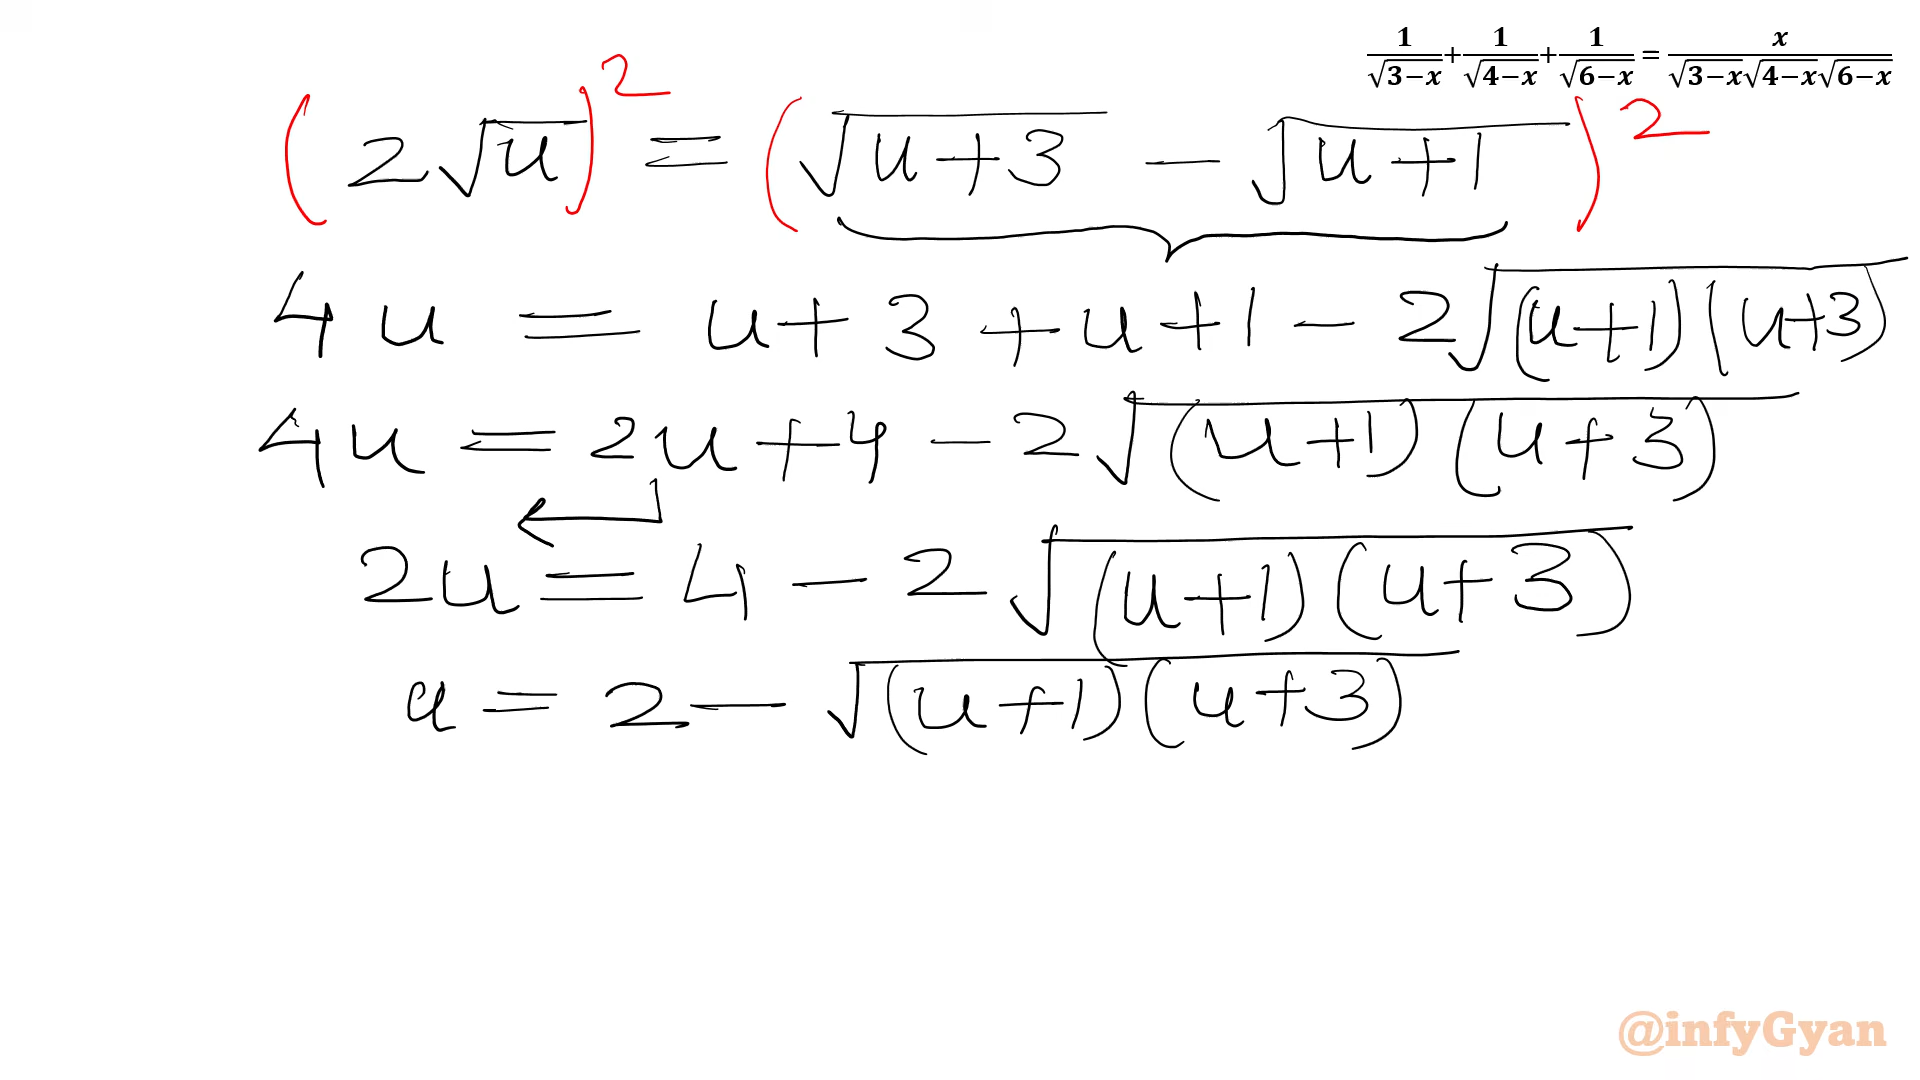 1/√(3−x) + 1/√(4−x) + 1/√(6−x) = x/(√(3−x)√(4−x)√(6−x))
(2√u)² = (√(u+3) − √(u+1))²
4u = u+3+u+1−2√((u+1)(u+3))
4u = 2u+4−2√((u+1)(u+3))
2u = 4−2√((u+1)(u+3))
u = 2−√((u+1)(u+3))
@infyGyan